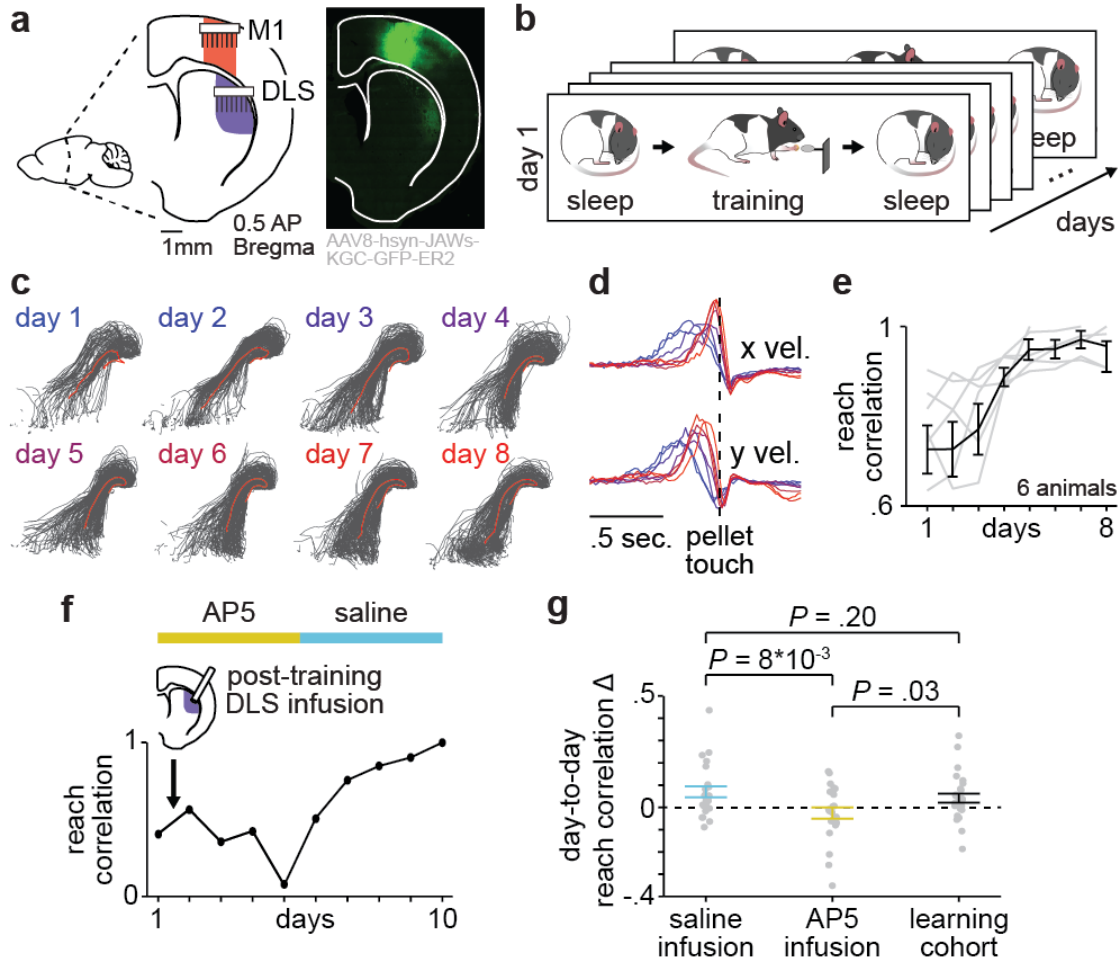 a
M1
DLS
1mm
0.5 AP
Bregma
AAV8-hsyn-JAWs-
KGC-GFP-ER2
b
day 1
sleep
training
sleep
leep
days
c
day 1
day 2
day 3
day 4
day 5
day 6
day 7
day 8
d
x vel.
y vel.
.5 sec.
pellet
touch
e
reach
correlation
1
.6
6 animals
1
days
8
f
AP5
saline
post-training
DLS infusion
reach
correlation
1
0
1
days
10
g
P = .20
P = 8*10-3
P = .03
day-to-day
reach correlation Δ
.5
0
-.4
saline
infusion
AP5
infusion
learning
cohort